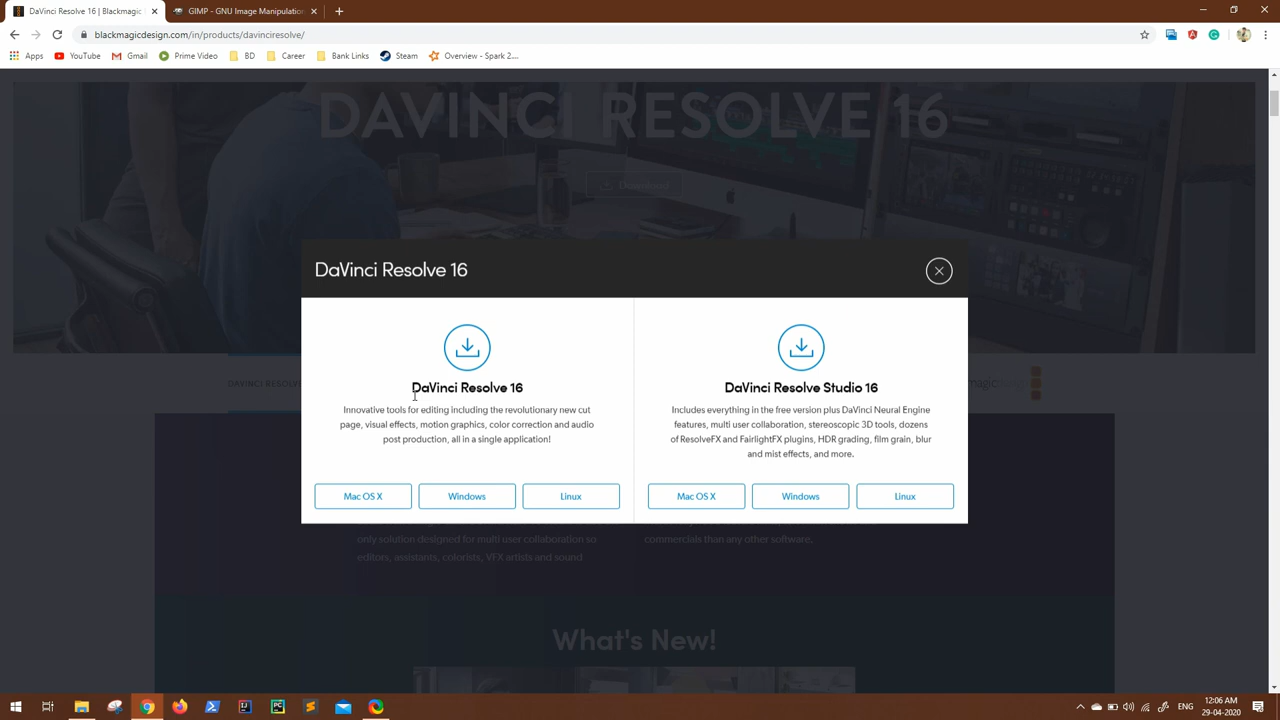 DaVinci Resolve 16 | Blackmagic
GIMP - GNU Image Manipulation
blackmagicdesign.com/in/products/davinciresolve/
Apps
YouTube
Gmail
Prime Video
BD
Career
Bank Links
Steam
Overview - Spark 2....
DAVINCI RESOLVE 16
Download
DaVinci Resolve 16
DaVinci Resolve 16
Innovative tools for editing including the revolutionary new cut
page, visual effects, motion graphics, color correction and audio
post production, all in a single application!
Mac OS X
Windows
Linux
DaVinci Resolve Studio 16
Includes everything in the free version plus DaVinci Neural Engine
features, multi user collaboration, stereoscopic 3D tools, dozens
of ResolveFX and FairlightFX plugins, HDR grading, film grain, blur
and mist effects, and more.
Mac OS X
Windows
Linux
DAVINCI RESOLVE
only solution designed for multi user collaboration so
editors, assistants, colorists, VFX artists and sound
commercials than any other software.
What's New!
ENG
12:06 AM
29-04-2020